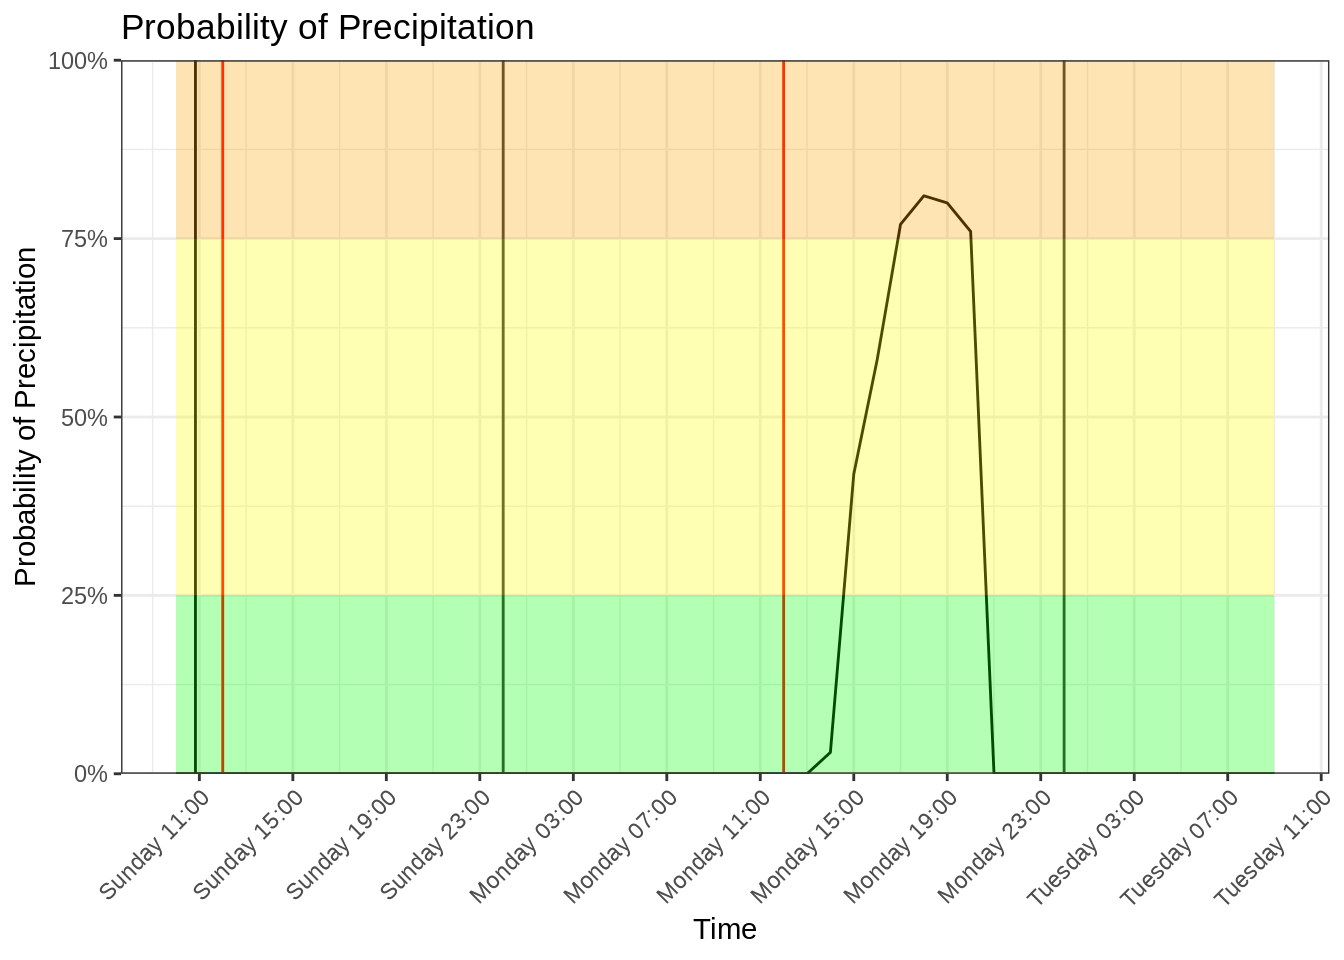 Probability of Precipitation
100%
75%
50%
25%
0%
Probability of Precipitation
Sunday 11:00
Sunday 15:00
Sunday 19:00
Sunday 23:00
Monday 03:00
Monday 07:00
Monday 11:00
Monday 15:00
Monday 19:00
Monday 23:00
Tuesday 03:00
Tuesday 07:00
Tuesday 11:00
Time